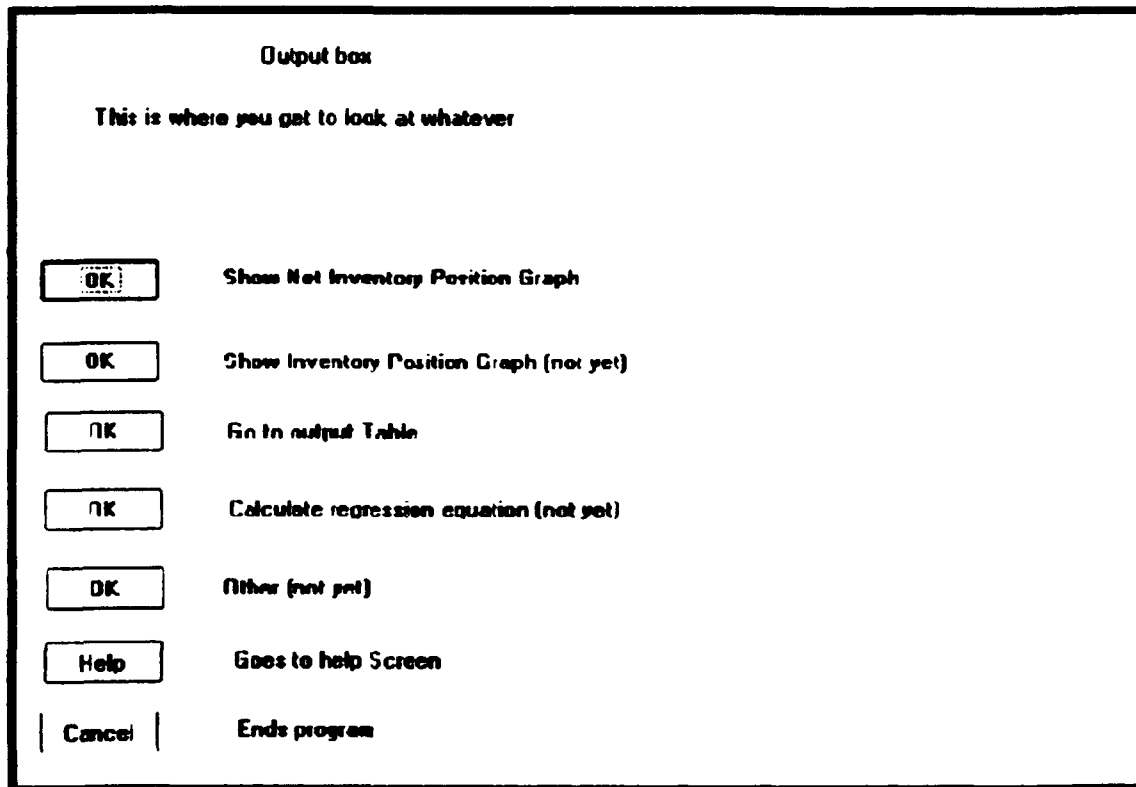 Output box
This is where you get to look at whatever
OK Show Net Inventory Position Graph
OK Show Inventory Position Graph (not yet)
OK Go to output Table
OK Calculate regression equation (not yet)
OK Other (not yet)
Help Goes to help Screen
Cancel Ends program